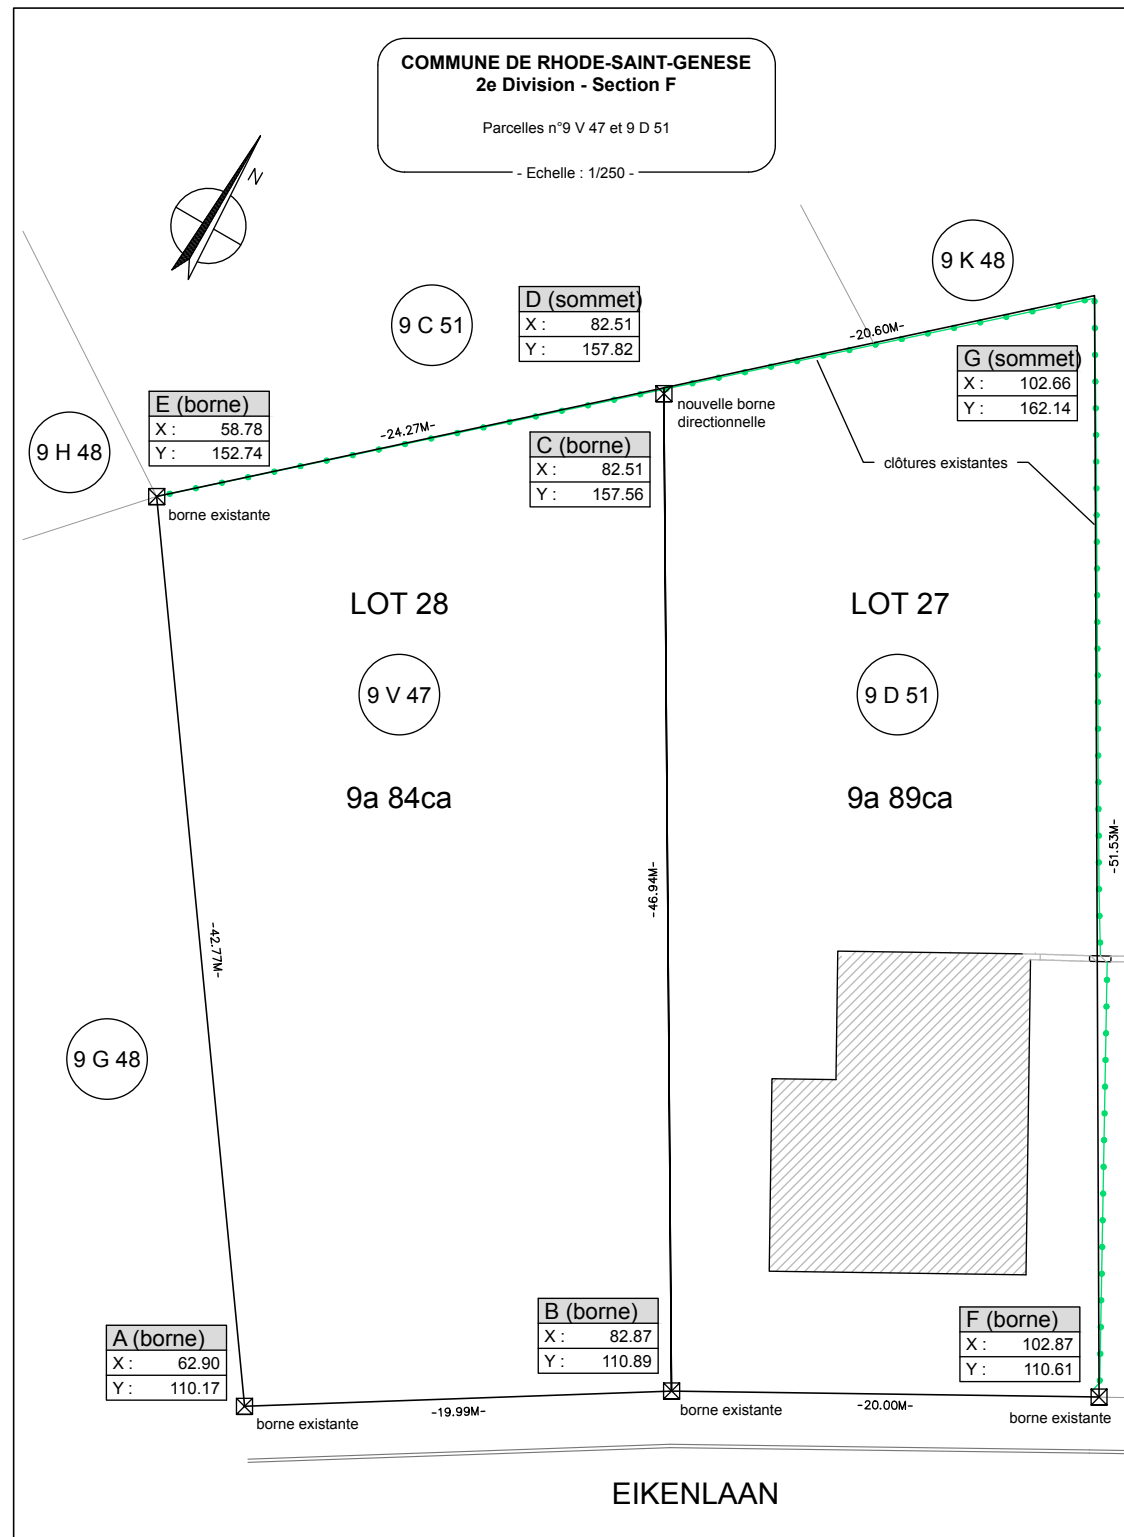 COMMUNE DE RHODE-SAINT-GENESE
2e Division - Section F
Parcelles n°9 V 47 et 9 D 51
- Echelle : 1/250 -
N
9 K 48
9 C 51
D (sommet)
X : 82.51
Y : 157.82
-20.60M-
G (sommet)
X : 102.66
Y : 162.14
E (borne)
X : 58.78
Y : 152.74
9 H 48
-24.27M-
nouvelle borne
directionnelle
C (borne)
X : 82.51
Y : 157.56
clôtures existantes
borne existante
LOT 28
LOT 27
9 V 47
9 D 51
9a 84ca
9a 89ca
-51.53M-
-46.94M-
-42.77M-
9 G 48
A (borne)
X : 62.90
Y : 110.17
B (borne)
X : 82.87
Y : 110.89
F (borne)
X : 102.87
Y : 110.61
borne existante
-19.99M-
borne existante
-20.00M-
borne existante
EIKENLAAN